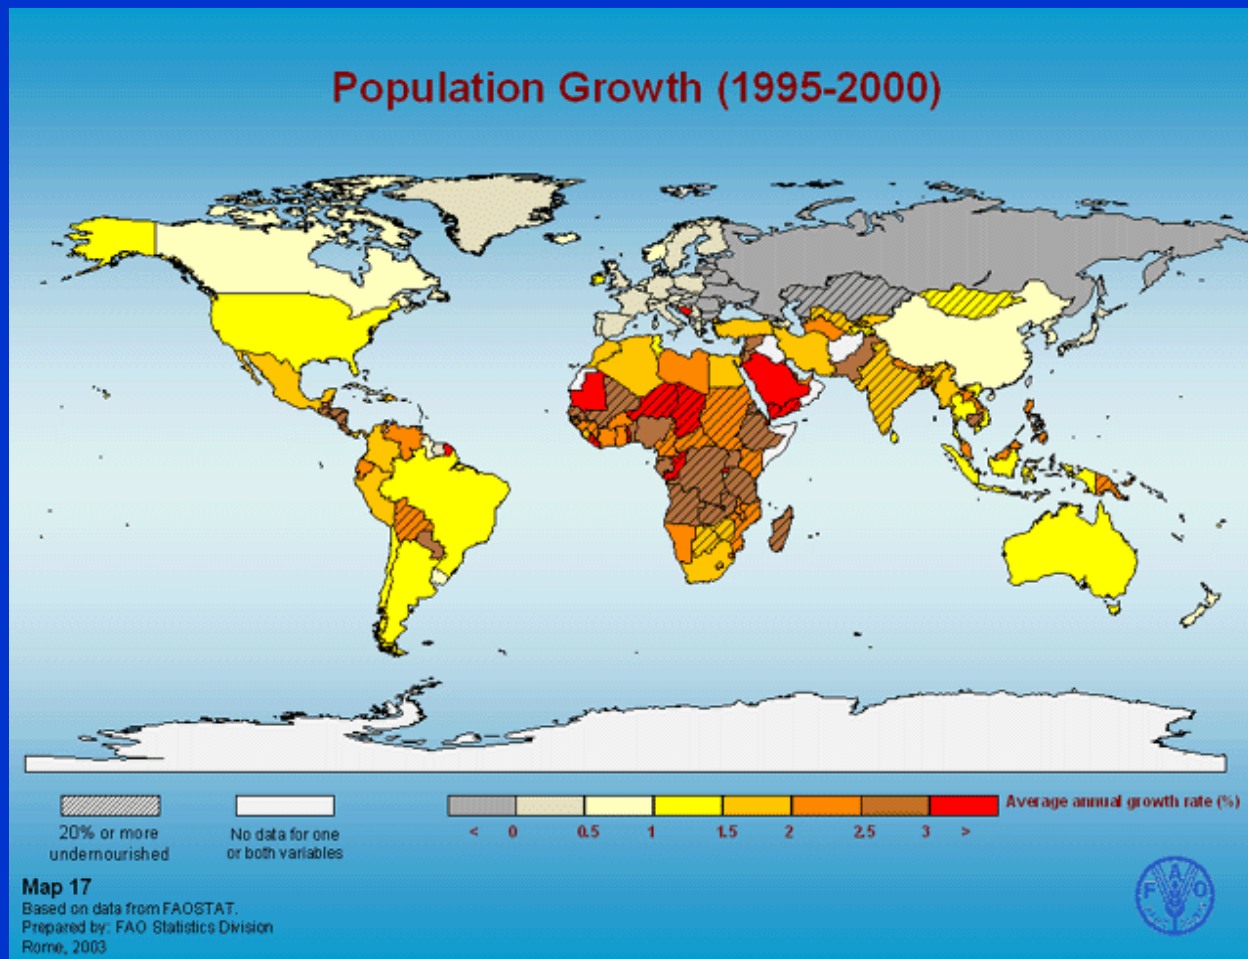 Population Growth (1995-2000)
20% or more
undernourished
No data for one
or both variables
< 0 0.5 1 1.5 2 2.5 3 >
Average annual growth rate (%)
Map 17
Based on data from FAOSTAT.
Prepared by: FAO Statistics Division
Rome, 2003
F A O